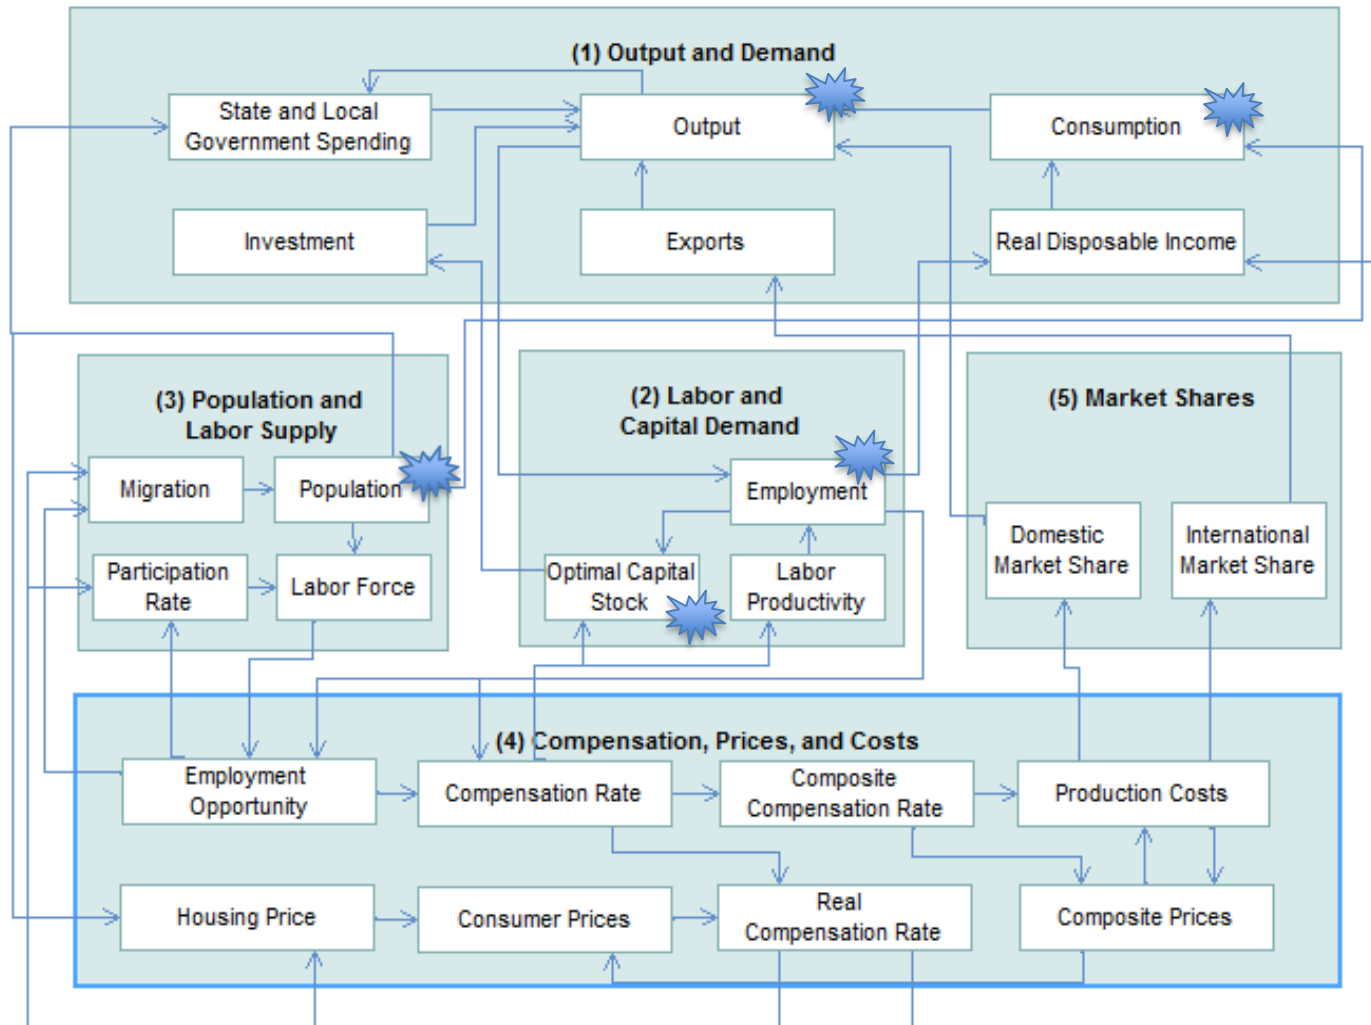 (1) Output and Demand
State and Local
Government Spending
Output
Consumption
Investment
Exports
Real Disposable Income
(3) Population and
Labor Supply
Migration
Population
Participation
Rate
Labor Force
(2) Labor and
Capital Demand
Employment
Optimal Capital
Stock
Labor
Productivity
(5) Market Shares
Domestic
Market Share
International
Market Share
(4) Compensation, Prices, and Costs
Employment
Opportunity
Compensation Rate
Composite
Compensation Rate
Production Costs
Housing Price
Consumer Prices
Real
Compensation Rate
Composite Prices